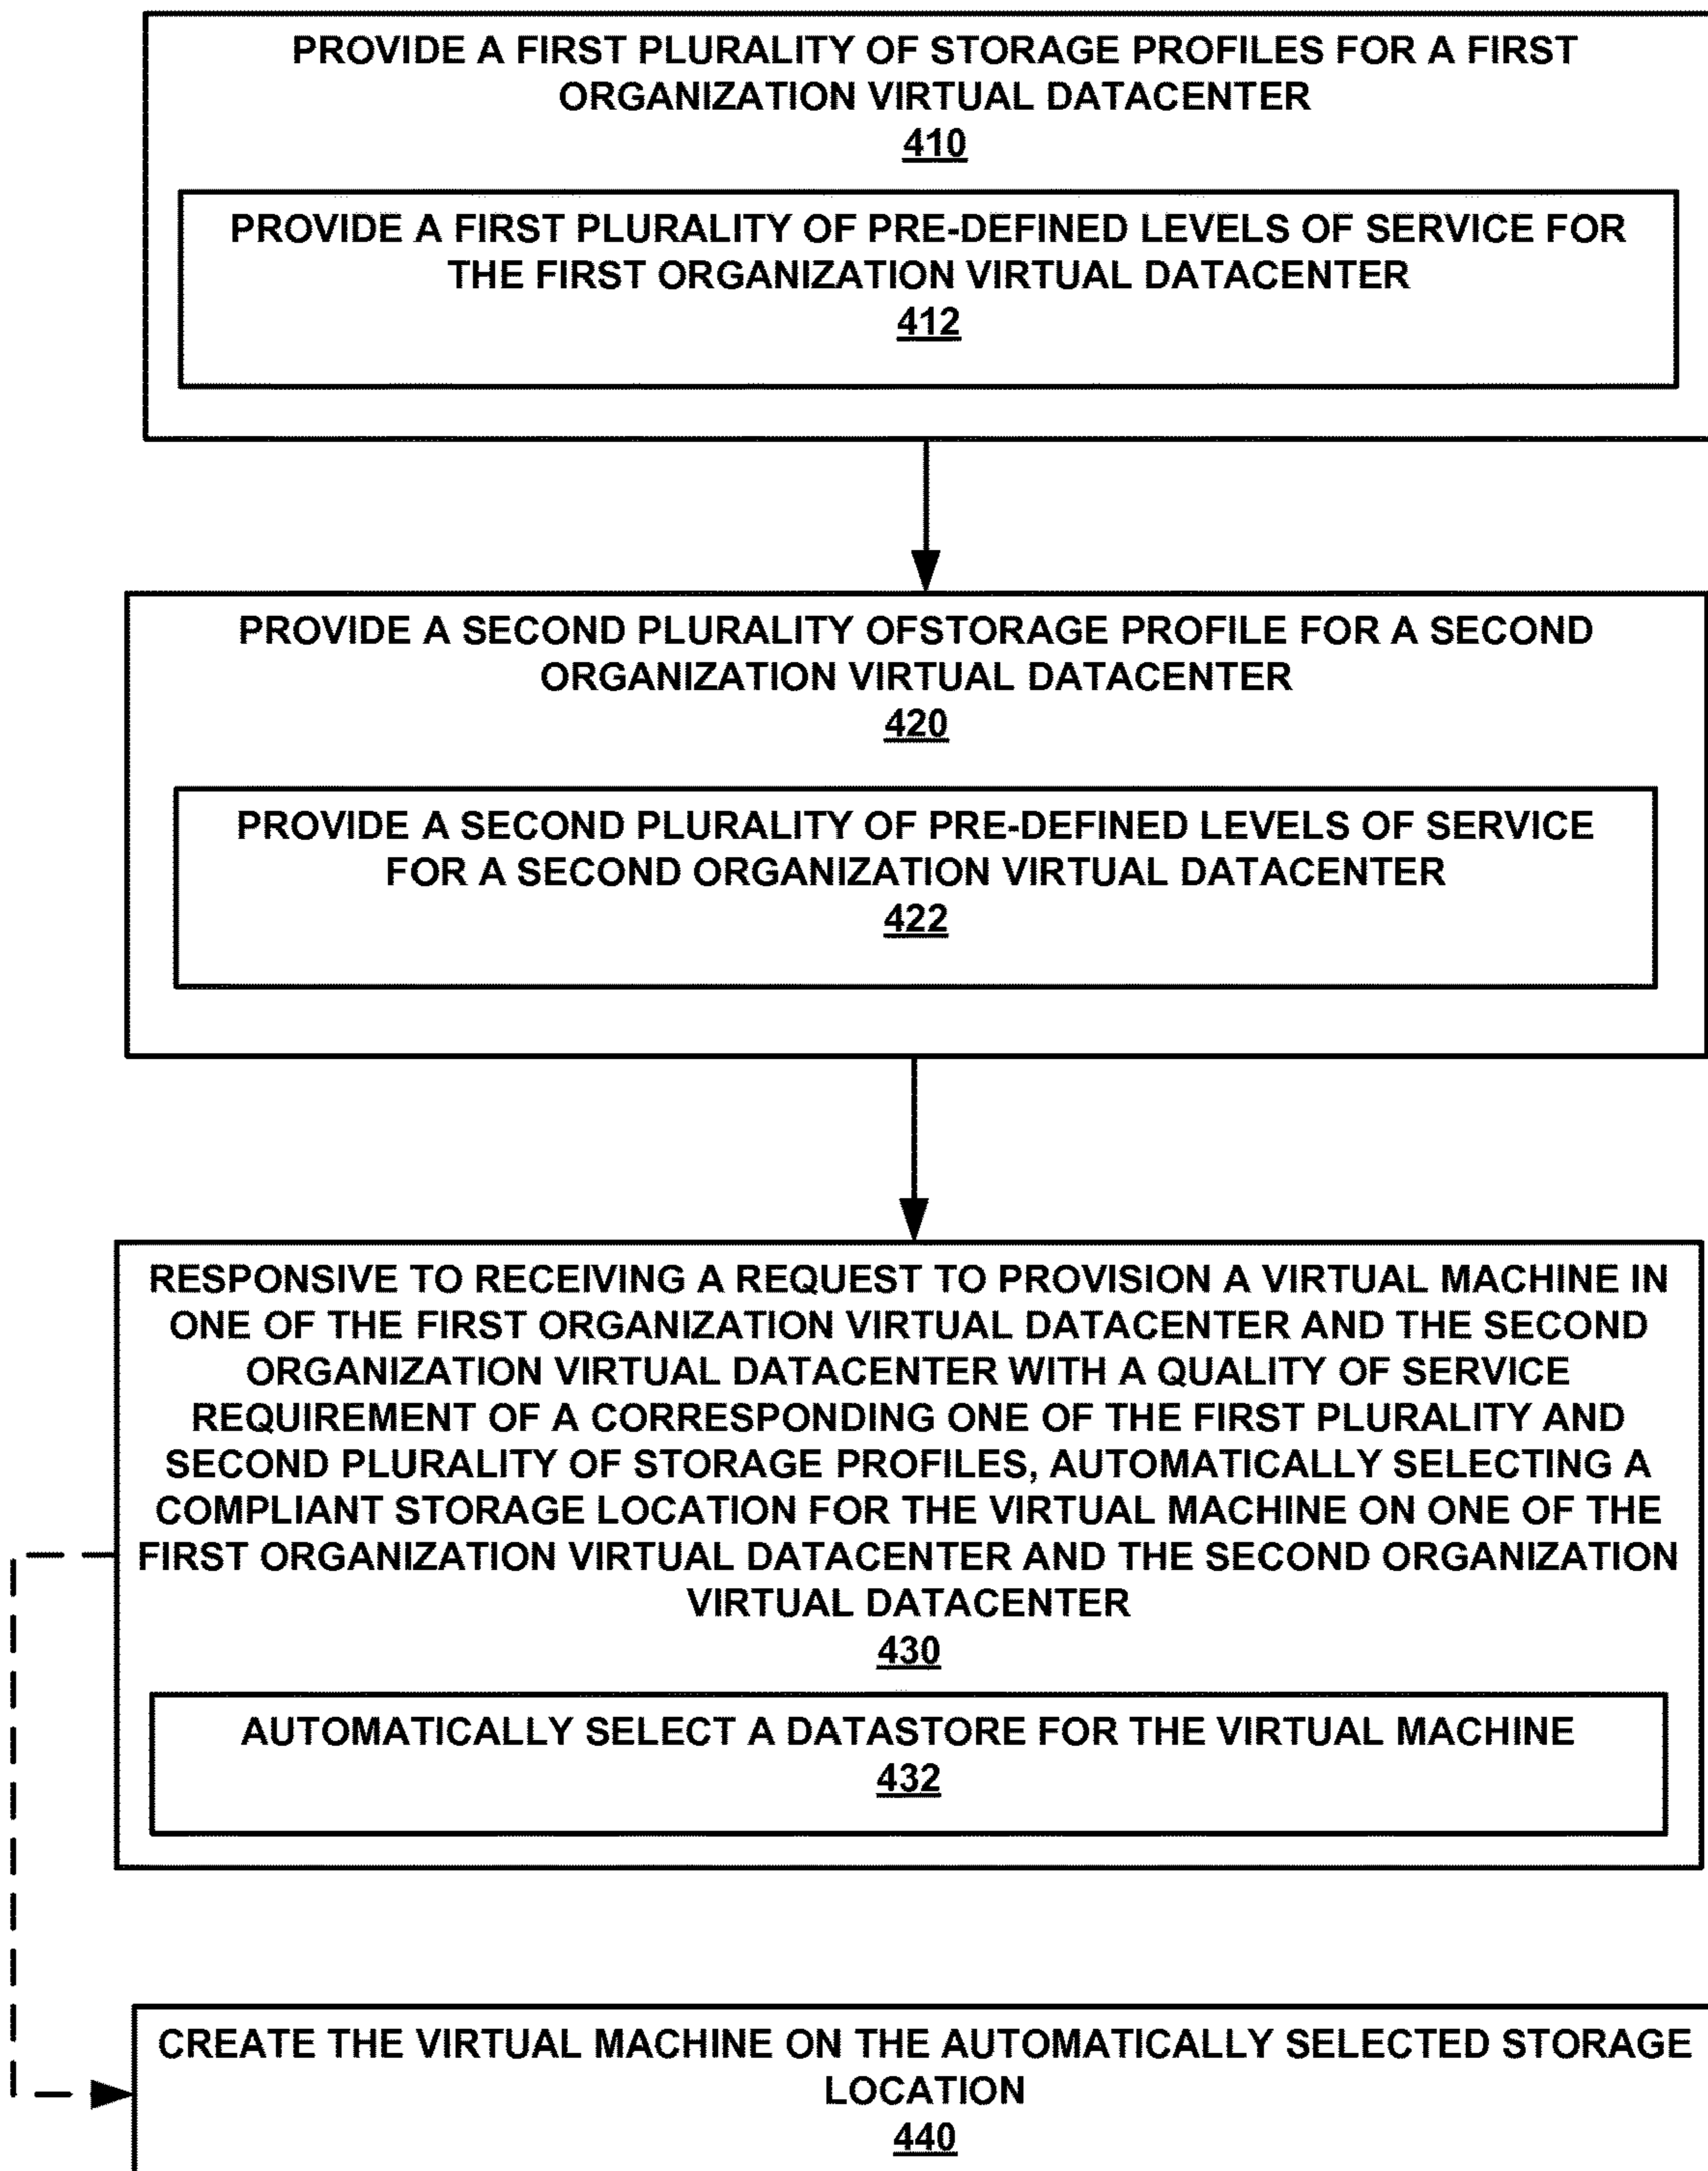 PROVIDE A FIRST PLURALITY OF STORAGE PROFILES FOR A FIRST
ORGANIZATION VIRTUAL DATACENTER
410
PROVIDE A FIRST PLURALITY OF PRE-DEFINED LEVELS OF SERVICE FOR
THE FIRST ORGANIZATION VIRTUAL DATACENTER
412
PROVIDE A SECOND PLURALITY OFSTORAGE PROFILE FOR A SECOND
ORGANIZATION VIRTUAL DATACENTER
420
PROVIDE A SECOND PLURALITY OF PRE-DEFINED LEVELS OF SERVICE
FOR A SECOND ORGANIZATION VIRTUAL DATACENTER
422
RESPONSIVE TO RECEIVING A REQUEST TO PROVISION A VIRTUAL MACHINE IN
ONE OF THE FIRST ORGANIZATION VIRTUAL DATACENTER AND THE SECOND
ORGANIZATION VIRTUAL DATACENTER WITH A QUALITY OF SERVICE
REQUIREMENT OF A CORRESPONDING ONE OF THE FIRST PLURALITY AND
SECOND PLURALITY OF STORAGE PROFILES, AUTOMATICALLY SELECTING A
COMPLIANT STORAGE LOCATION FOR THE VIRTUAL MACHINE ON ONE OF THE
FIRST ORGANIZATION VIRTUAL DATACENTER AND THE SECOND ORGANIZATION
VIRTUAL DATACENTER
430
AUTOMATICALLY SELECT A DATASTORE FOR THE VIRTUAL MACHINE
432
CREATE THE VIRTUAL MACHINE ON THE AUTOMATICALLY SELECTED STORAGE
LOCATION
440